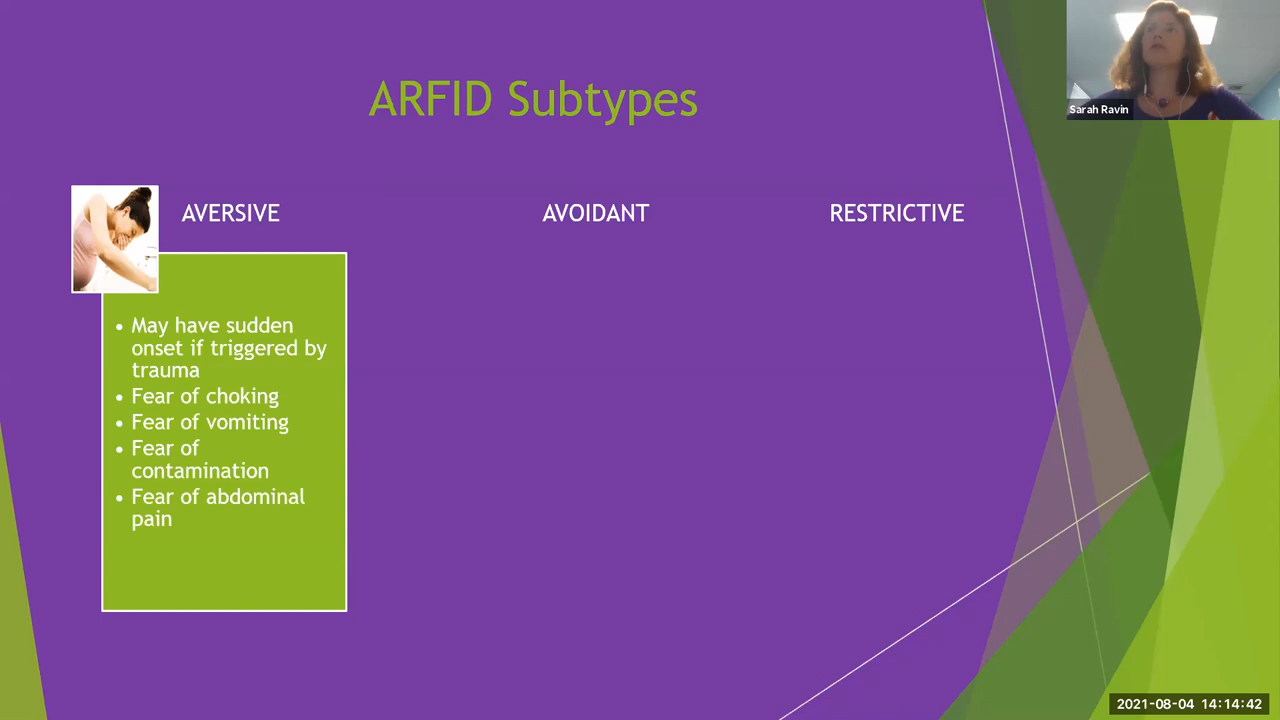 ARFID Subtypes
Sarah Ravin
AVERSIVE
AVOIDANT
RESTRICTIVE
• May have sudden
onset if triggered by
trauma
• Fear of choking
• Fear of vomiting
• Fear of
contamination
• Fear of abdominal
pain
2021-08-04 14:14:42